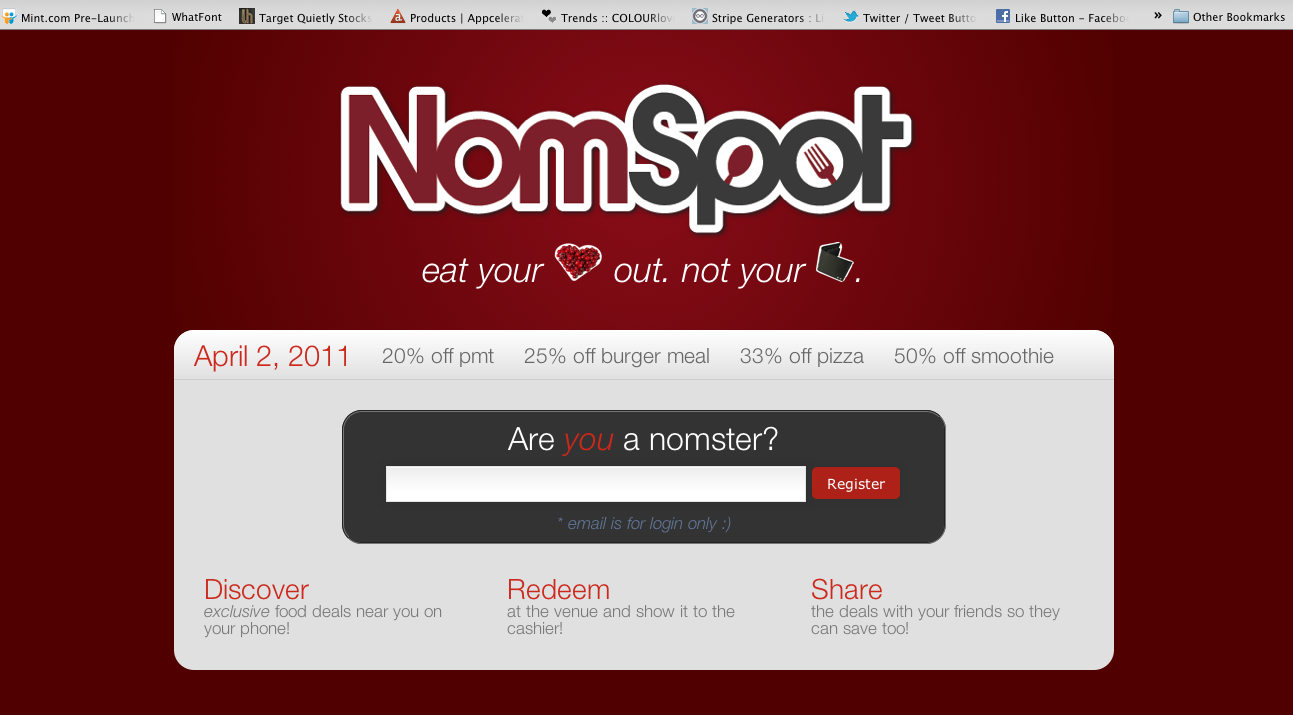 Mint.com Pre-Launch WhatFont Target Quietly Stocks Products | Appcelerat Trends :: COLOURlov Stripe Generators : Li Twitter / Tweet Butto Like Button - Facebo » Other Bookmarks
NomSpot
eat your out. not your .
April 2, 2011 20% off pmt 25% off burger meal 33% off pizza 50% off smoothie
Are you a nomster?
Register
* email is for login only :)
Discover Redeem Share
exclusive food deals near you on your phone!
at the venue and show it to the cashier!
the deals with your friends so they can save too!